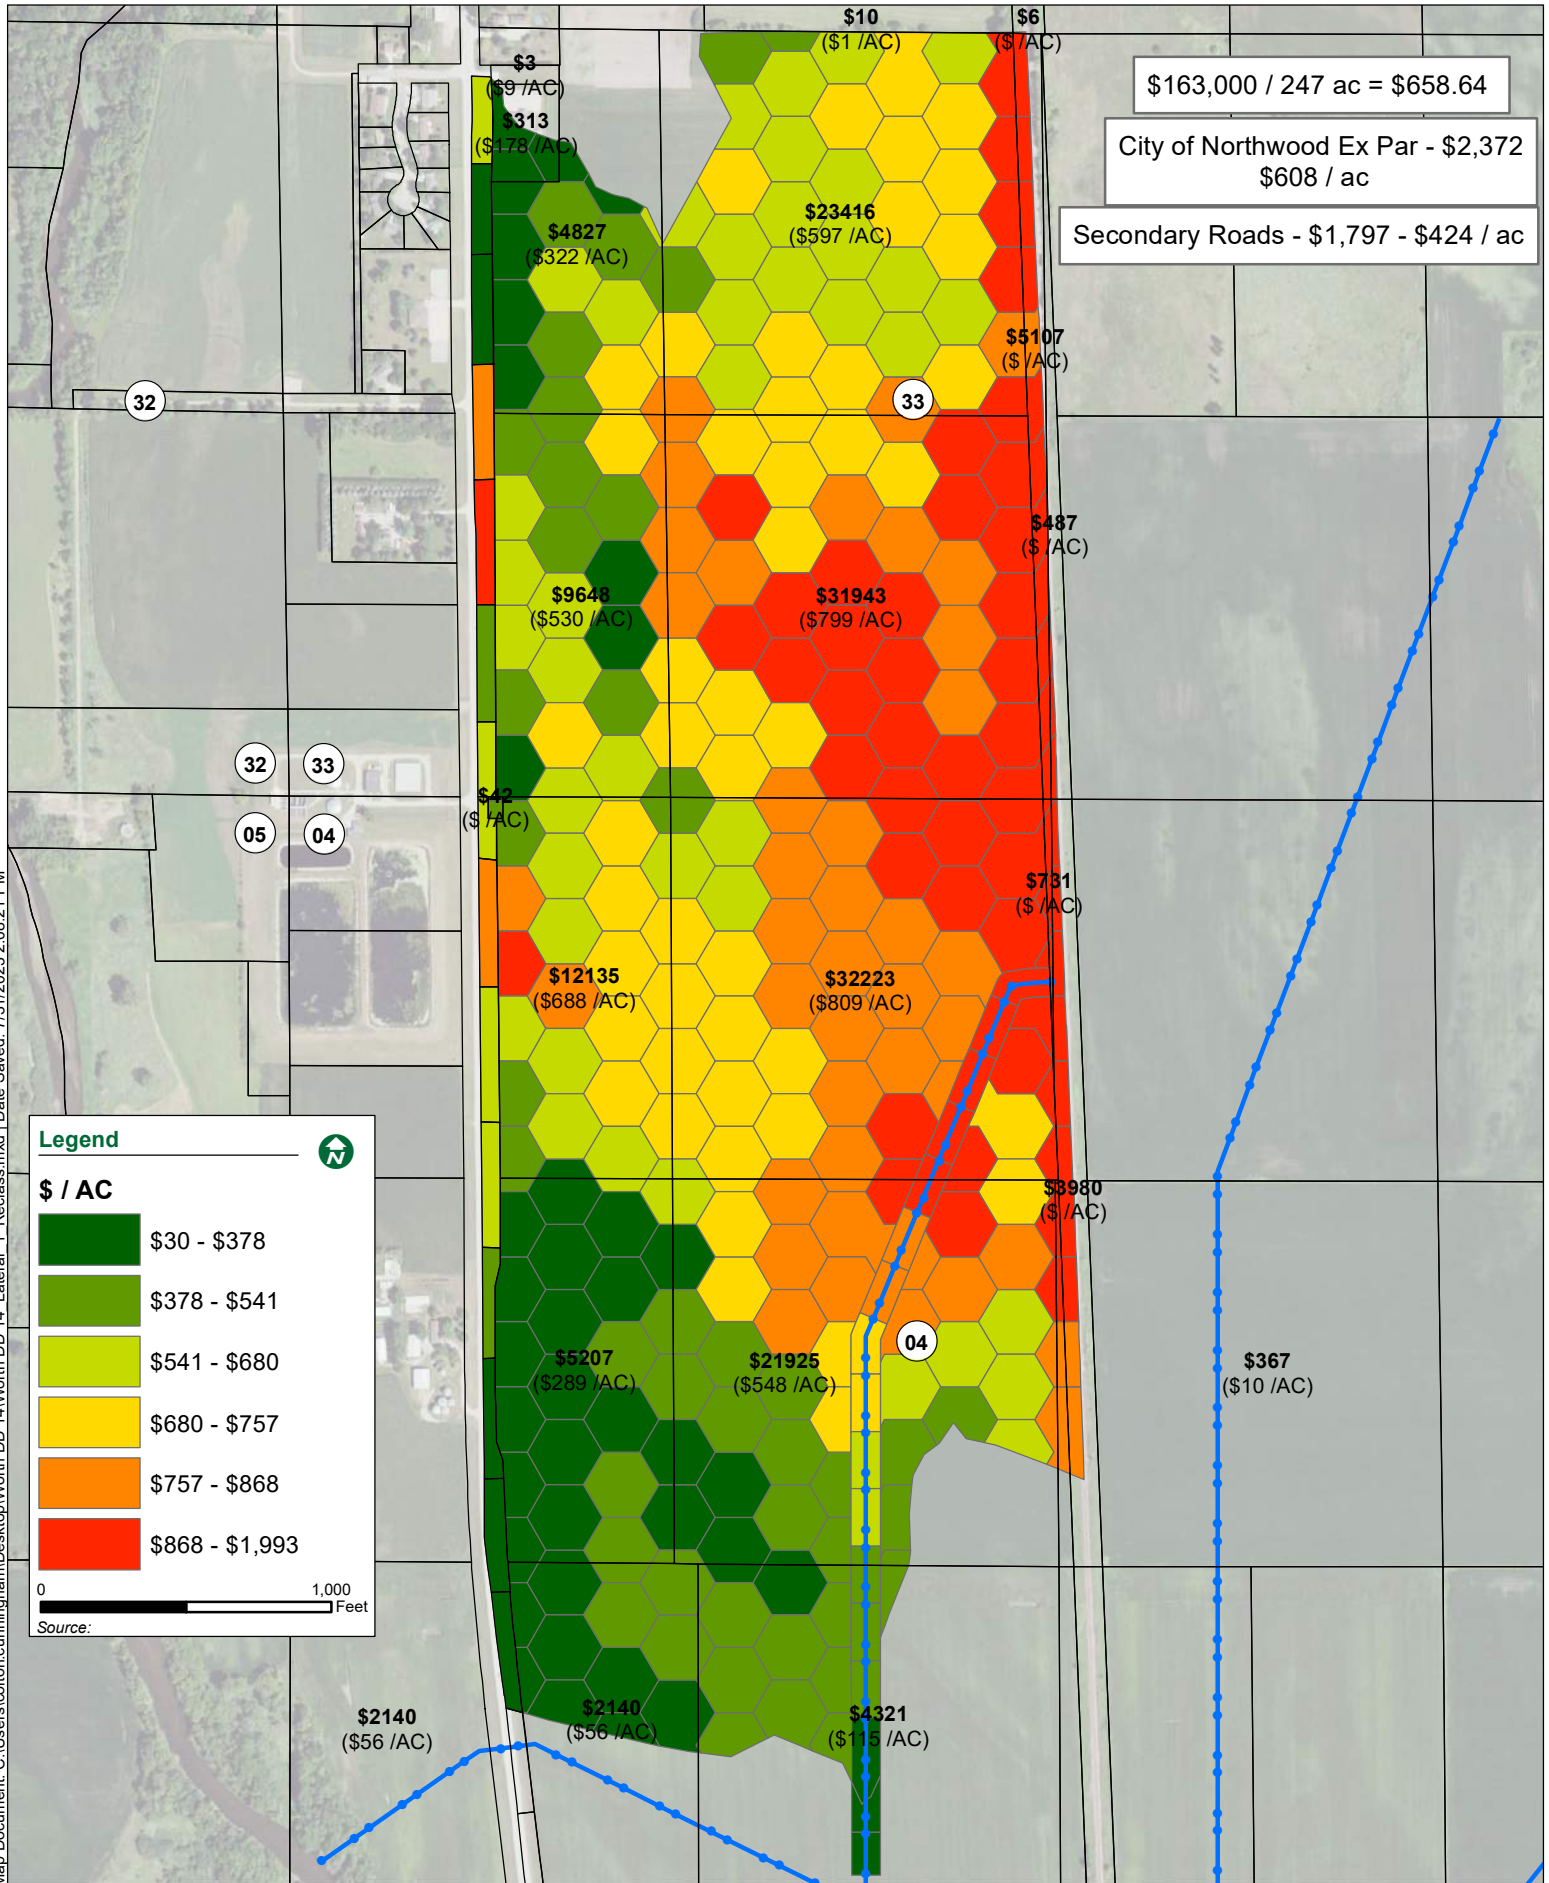 $10
($1 /AC)
$6
($ /AC)
$3
($9 /AC)
$313
($178 /AC)
$163,000 / 247 ac = $658.64
City of Northwood Ex Par - $2,372
$608 / ac
Secondary Roads - $1,797 - $424 / ac
$4827
($322 /AC)
$23416
($597 /AC)
$5107
($ /AC)
32
33
$487
($ /AC)
$9648
($530 /AC)
$31943
($799 /AC)
32
33
$42
($ /AC)
05
04
$731
($ /AC)
$12135
($688 /AC)
$32223
($809 /AC)
$3980
($ /AC)
04
$5207
($289 /AC)
$21925
($548 /AC)
$367
($10 /AC)
Legend
N
$ / AC
$30 - $378
$378 - $541
$541 - $680
$680 - $757
$757 - $868
$868 - $1,993
0
1,000
Feet
Source:
$2140
($56 /AC)
$2140
($56 /AC)
$4321
($115 /AC)